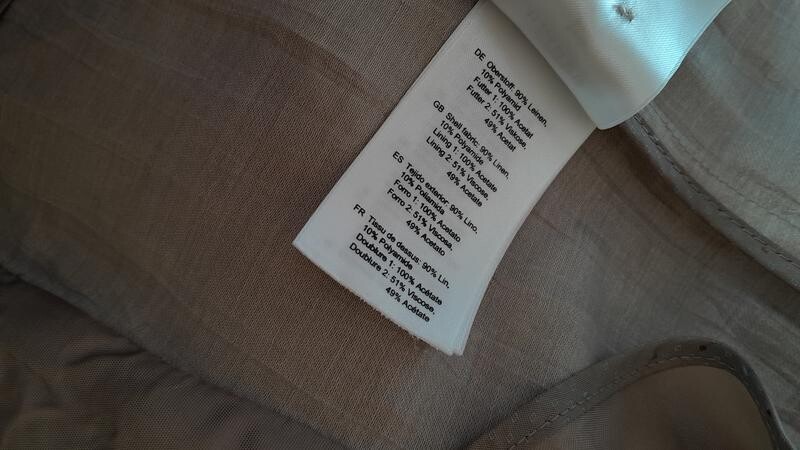 DE Oberstoff: 90% Leinen,
10% Polyamid
Futter 1: 100% Acetat
Futter 2: 51% Viskose,
49% Acetat
GB Shell fabric: 90% Linen,
10% Polyamide
Lining 1: 100% Acetate
Lining 2: 51% Viscose,
49% Acetate
ES Tejido exterior: 90% Lino,
10% Poliamida
Forro 1: 100% Acetato
Forro 2: 51% Viscosa,
49% Acetato
FR Tissu de dessus: 90% Lin,
10% Polyamide
Doublure 1: 100% Acétate
Doublure 2: 51% Viscose,
49% Acétate